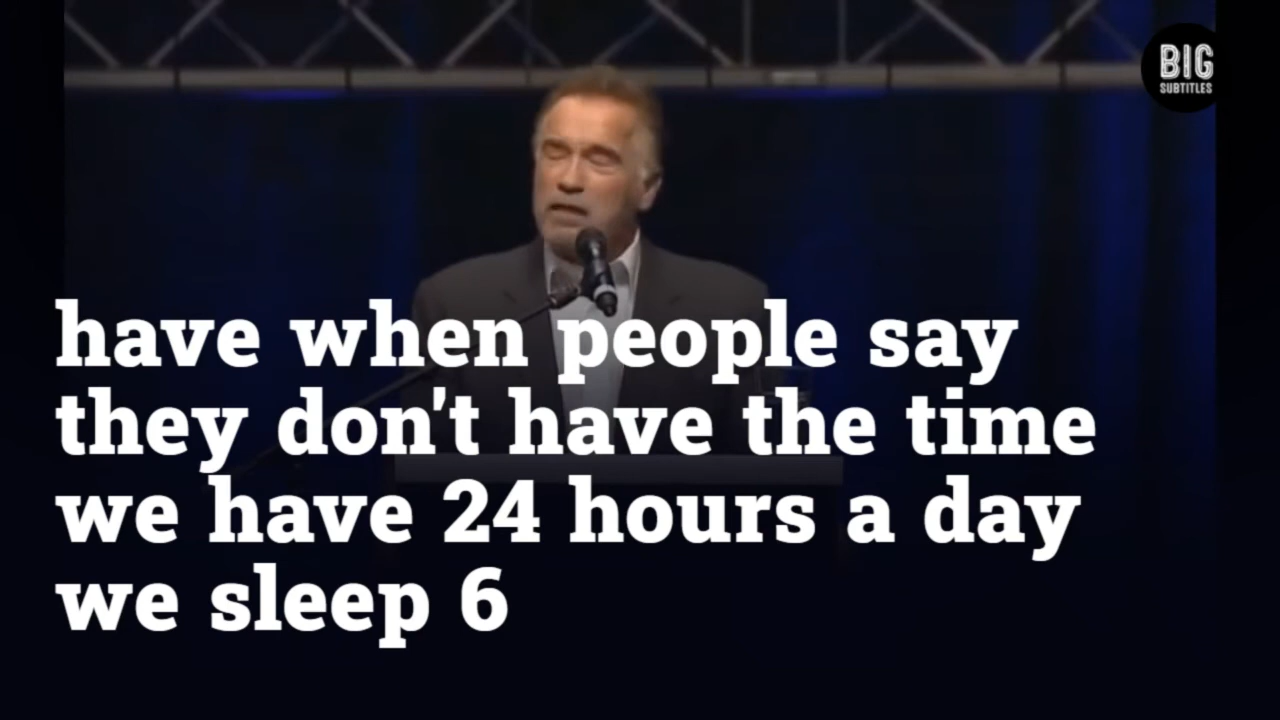 BIG
SUBTITLES
have when people say
they don't have the time
we have 24 hours a day
we sleep 6